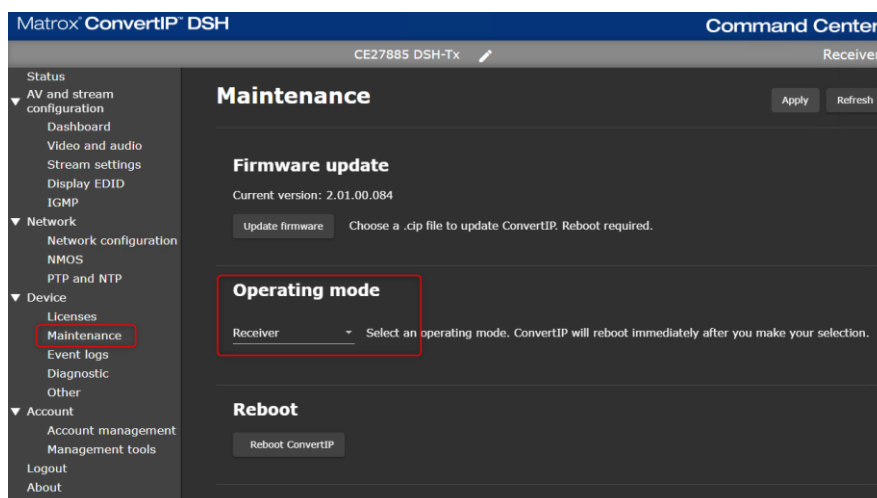 Matrox® ConvertIP™ DSH
Command Center
CE27885 DSH-Tx
Receiver
Status
AV and stream
configuration
Dashboard
Video and audio
Stream settings
Display EDID
IGMP
Network
Network configuration
NMOS
PTP and NTP
Device
Licenses
Maintenance
Event logs
Diagnostic
Other
Account
Account management
Management tools
Logout
About
Maintenance
Apply
Refresh
Firmware update
Current version: 2.01.00.084
Update firmware
Choose a .cip file to update ConvertIP. Reboot required.
Operating mode
Receiver
Select an operating mode. ConvertIP will reboot immediately after you make your selection.
Reboot
Reboot ConvertIP